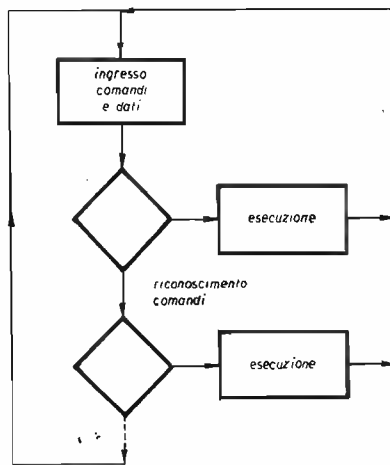 ingresso
comandi
e dati
esecuzione
riconoscimento
comandi
esecuzione